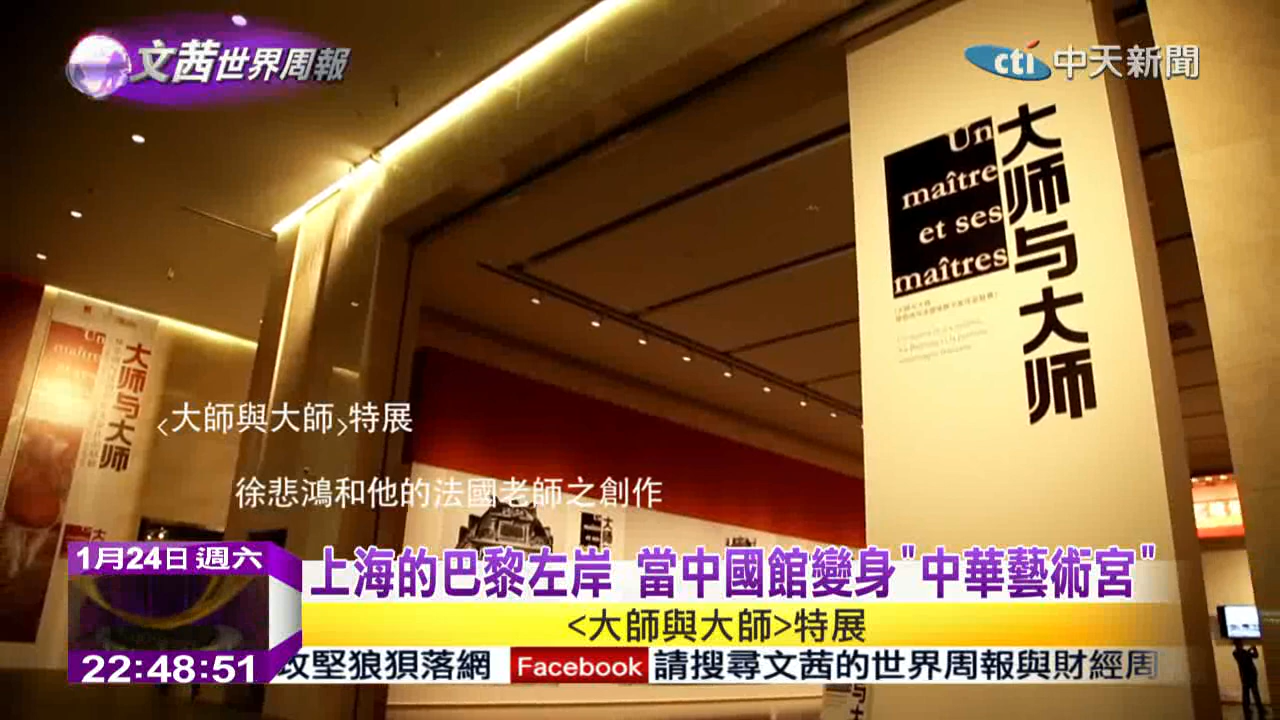 文茜世界周報
cti 中天新聞
大师与大师
Un
maître
et ses
maîtres
Un
大师与大师
<大師與大師>特展
徐悲鴻和他的法國老師之創作
1月24日 週六
上海的巴黎左岸 當中國館變身"中華藝術宮"
<大師與大師>特展
22:48:51
攻堅狼狽落網 Facebook 請搜尋文茜的世界周報與財經周